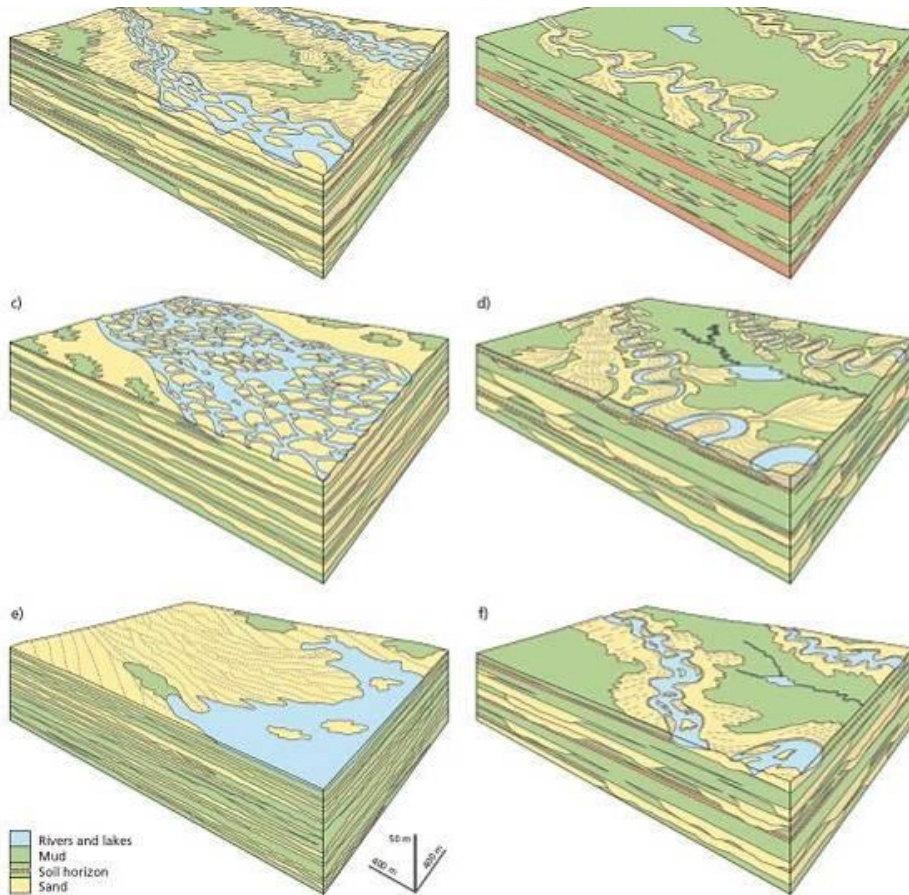 c)
d)
e)
f)
Rivers and lakes
Mud
Soil horizon
Sand
50 m
400 m
400 m